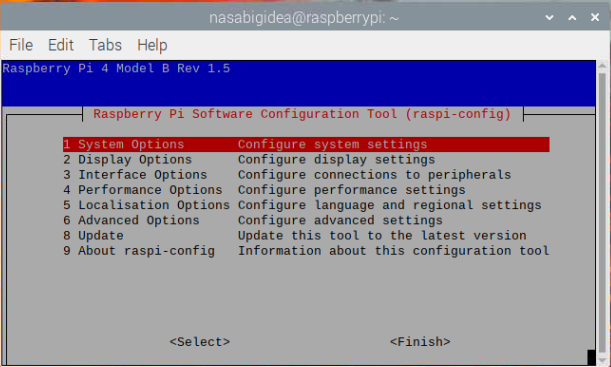 nasabigidea@raspberrypi: ~
File Edit Tabs Help
Raspberry Pi 4 Model B Rev 1.5
Raspberry Pi Software Configuration Tool (raspi-config)
1 System Options Configure system settings
2 Display Options Configure display settings
3 Interface Options Configure connections to peripherals
4 Performance Options Configure performance settings
5 Localisation Options Configure language and regional settings
6 Advanced Options Configure advanced settings
8 Update Update this tool to the latest version
9 About raspi-config Information about this configuration tool
<Select> <Finish>